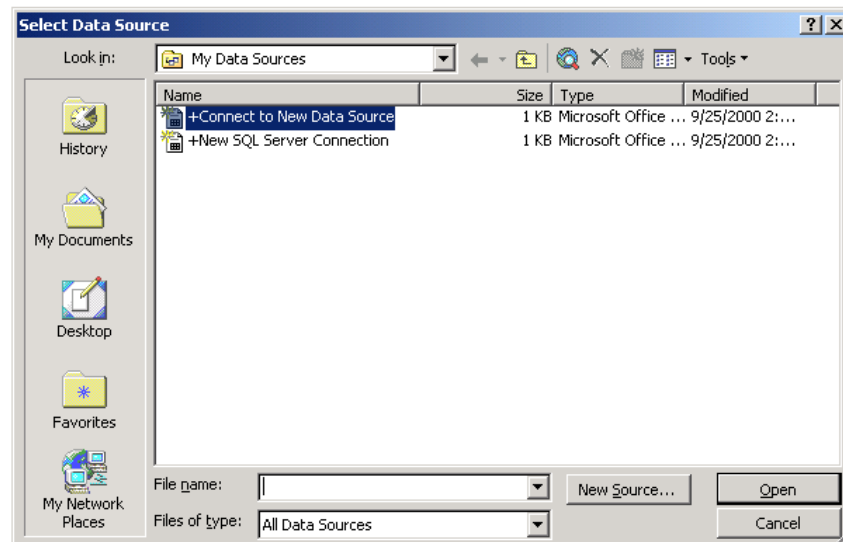 Select Data Source
Look in: My Data Sources Tools
Name Size Type Modified
+Connect to New Data Source 1 KB Microsoft Office ... 9/25/2000 2:...
+New SQL Server Connection 1 KB Microsoft Office ... 9/25/2000 2:...
History
My Documents
Desktop
Favorites
My Network
Places
File name: New Source... Open
Files of type: All Data Sources Cancel